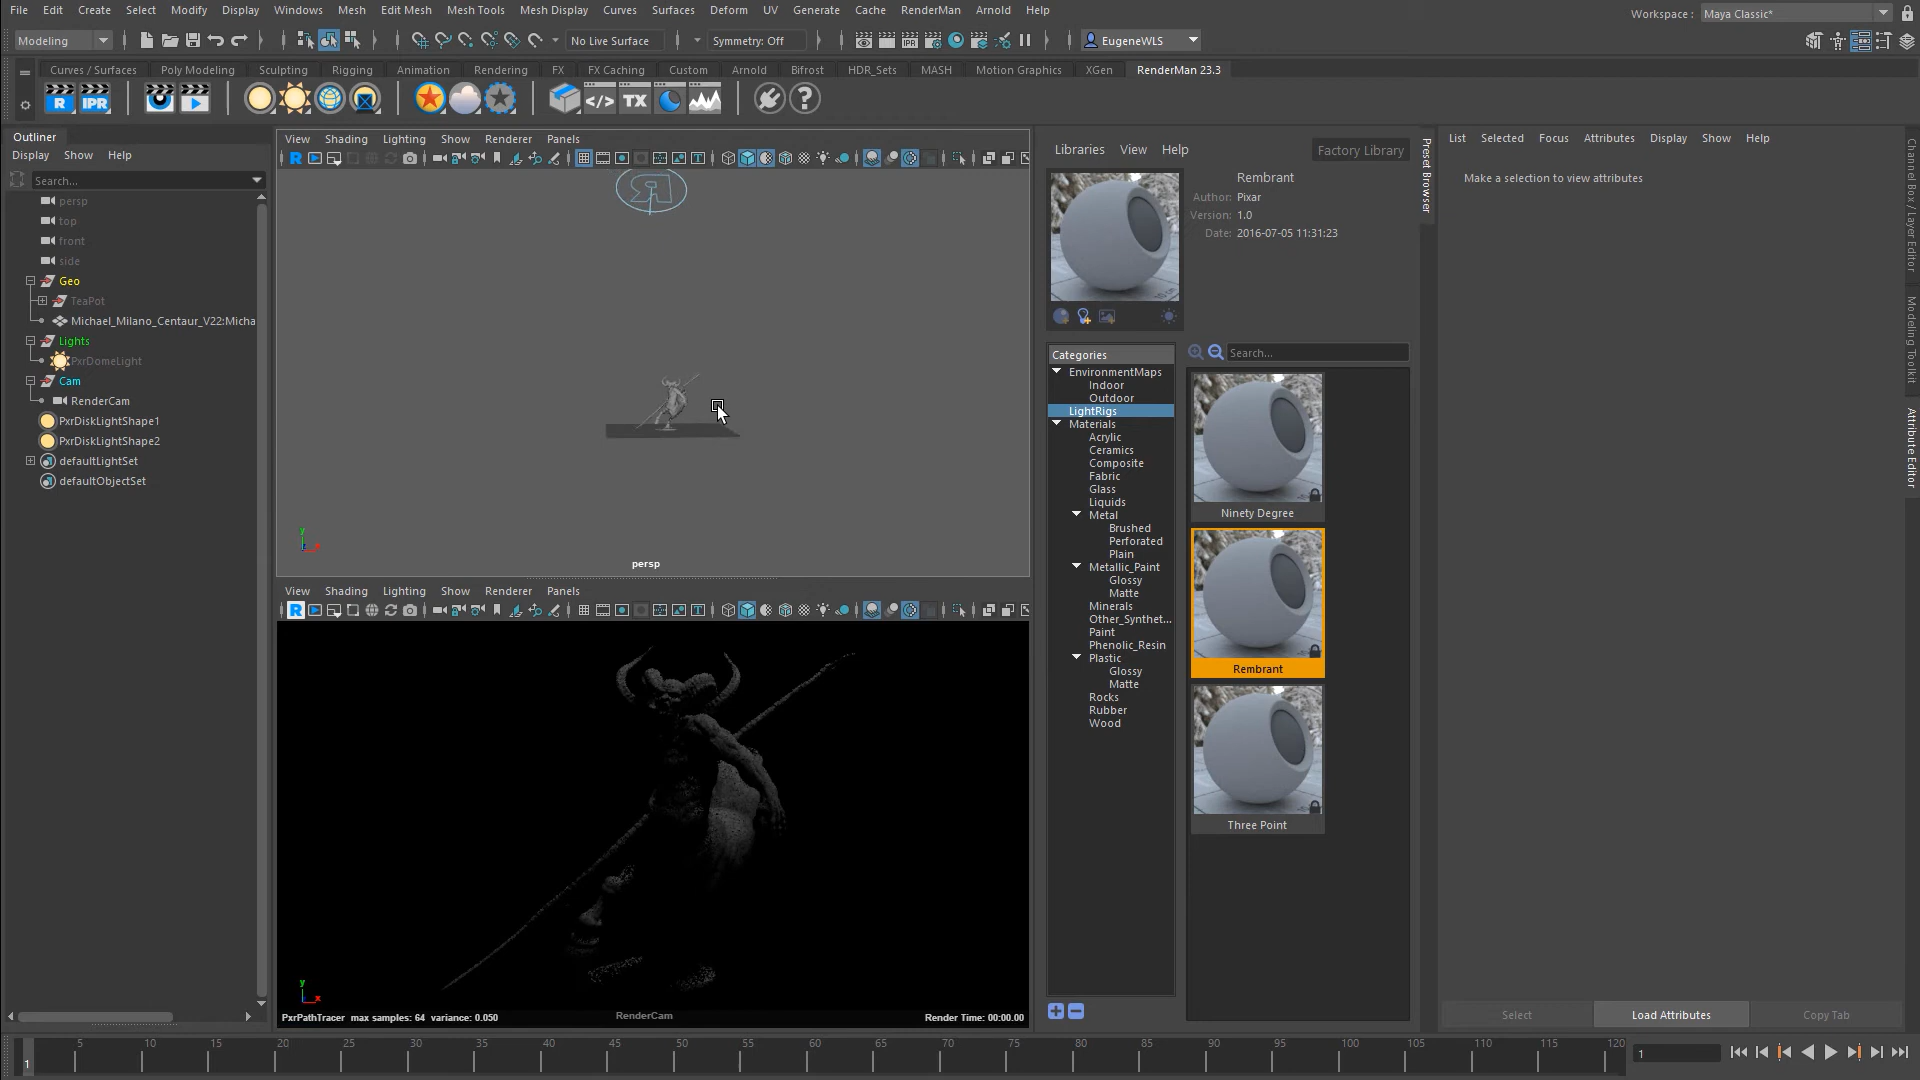 File Edit Create Select Modify Display Windows Mesh Edit Mesh Mesh Tools Mesh Display Curves Surfaces Deform UV Generate Cache RenderMan Arnold Help
Workspace : Maya Classic*
Modeling No Live Surface Symmetry: Off EugeneWLS
Curves / Surfaces Poly Modeling Sculpting Rigging Animation Rendering FX FX Caching Custom Arnold Bifrost HDR_Sets MASH Motion Graphics XGen RenderMan 23.3
R IPR </> TX ?
Outliner
Display Show Help
Search...
persp
top
front
side
Geo
TeaPot
Michael_Milano_Centaur_V22:Micha
Lights
PxrDomeLight
Cam
RenderCam
PxrDiskLightShape1
PxrDiskLightShape2
defaultLightSet
defaultObjectSet
View Shading Lighting Show Renderer Panels
persp
View Shading Lighting Show Renderer Panels
PxrPathTracer max samples: 64 variance: 0.050
RenderCam
Render Time: 00:00.00
Libraries View Help
Factory Library
Rembrant
Author: Pixar
Version: 1.0
Date: 2016-07-05 11:31:23
Categories
EnvironmentMaps
Indoor
Outdoor
LightRigs
Materials
Acrylic
Ceramics
Composite
Fabric
Glass
Liquids
Metal
Brushed
Perforated
Plain
Metallic_Paint
Glossy
Matte
Minerals
Other_Synthet...
Paint
Phenolic_Resin
Plastic
Glossy
Matte
Rocks
Rubber
Wood
Search...
Ninety Degree
Rembrant
Three Point
Preset Browser
List Selected Focus Attributes Display Show Help
Make a selection to view attributes
Channel Box / Layer Editor
Modeling Toolkit
Attribute Editor
Select Load Attributes Copy Tab
1 5 10 15 20 25 30 35 40 45 50 55 60 65 70 75 80 85 90 95 100 105 110 115 120
1